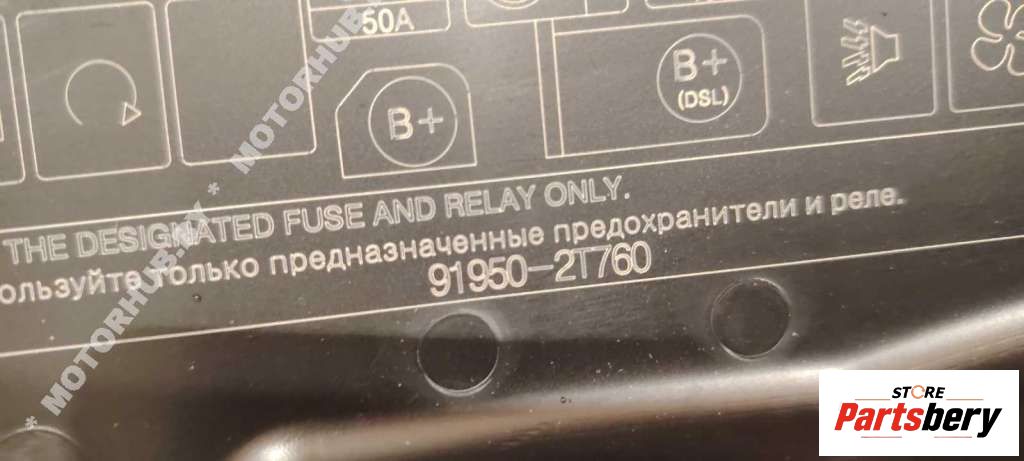 50A
B+
B+
(DSL)
THE DESIGNATED FUSE AND RELAY ONLY.
ользуйте только предназначенные предохранители и реле.
91950-2T760
* MOTORHUB.MX * MOTORHUB.
STORE
Partsbery